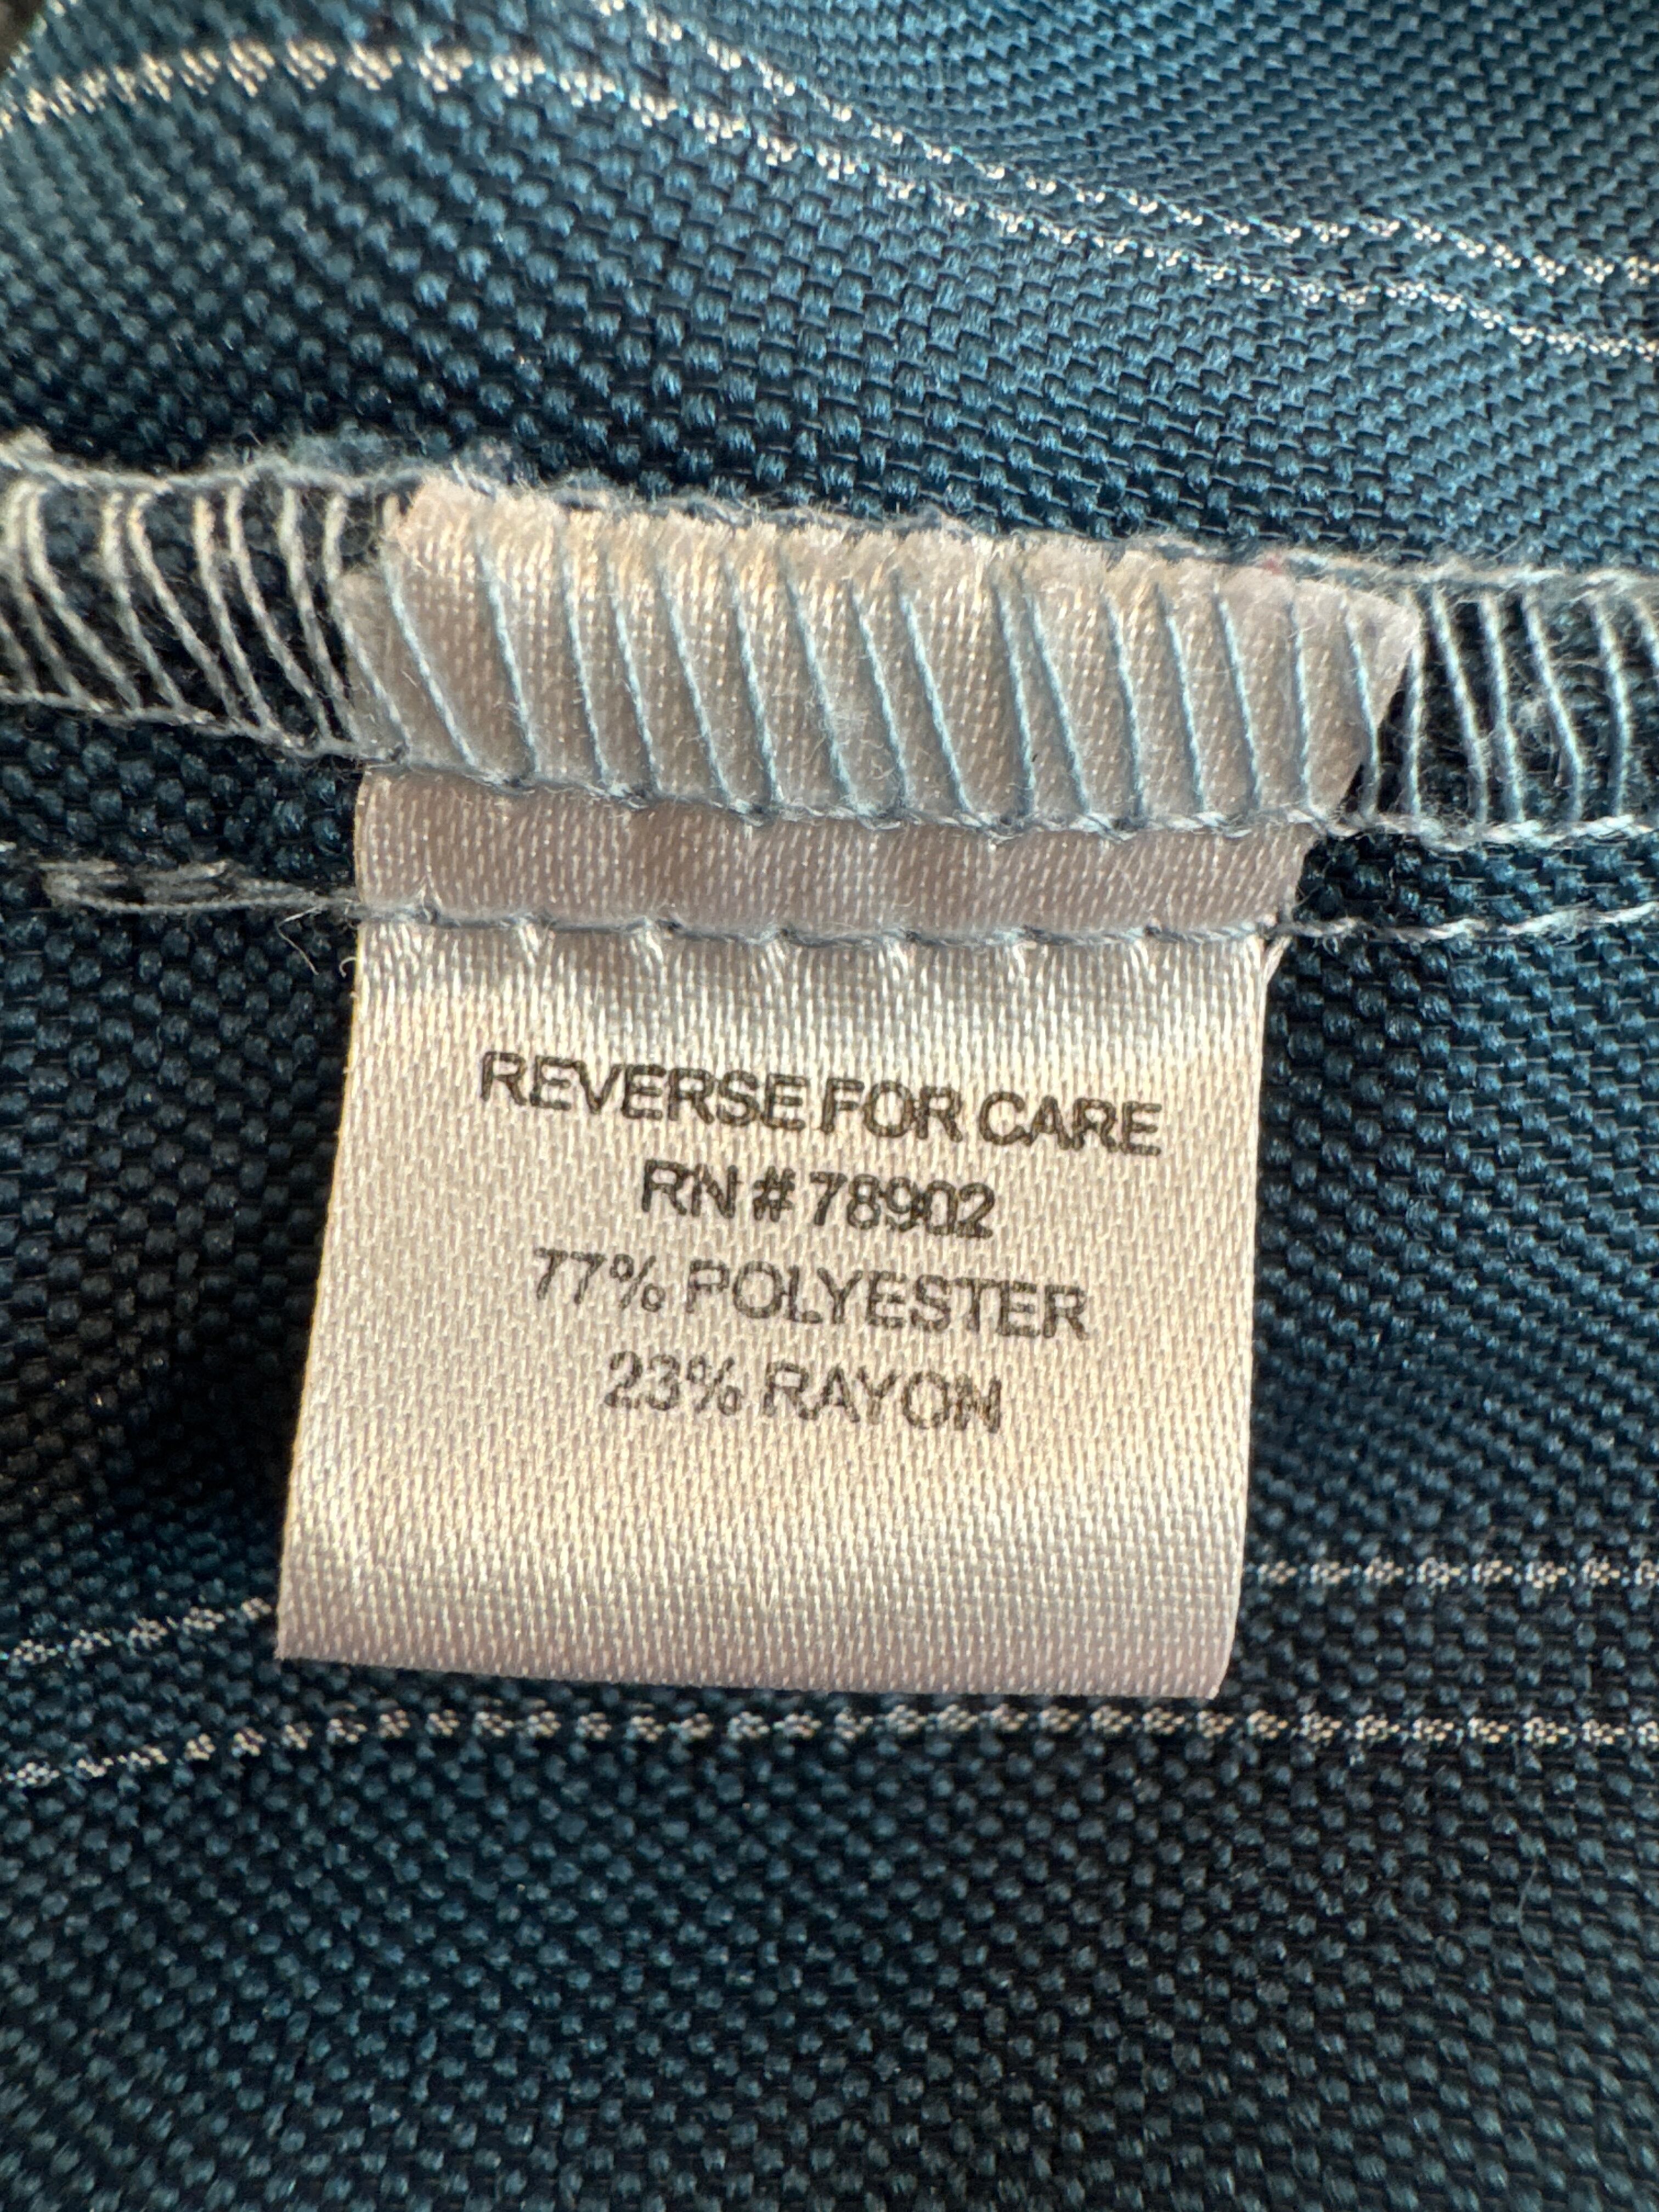 REVERSE FOR CARE
RN # 78902
77% POLYESTER
23% RAYON